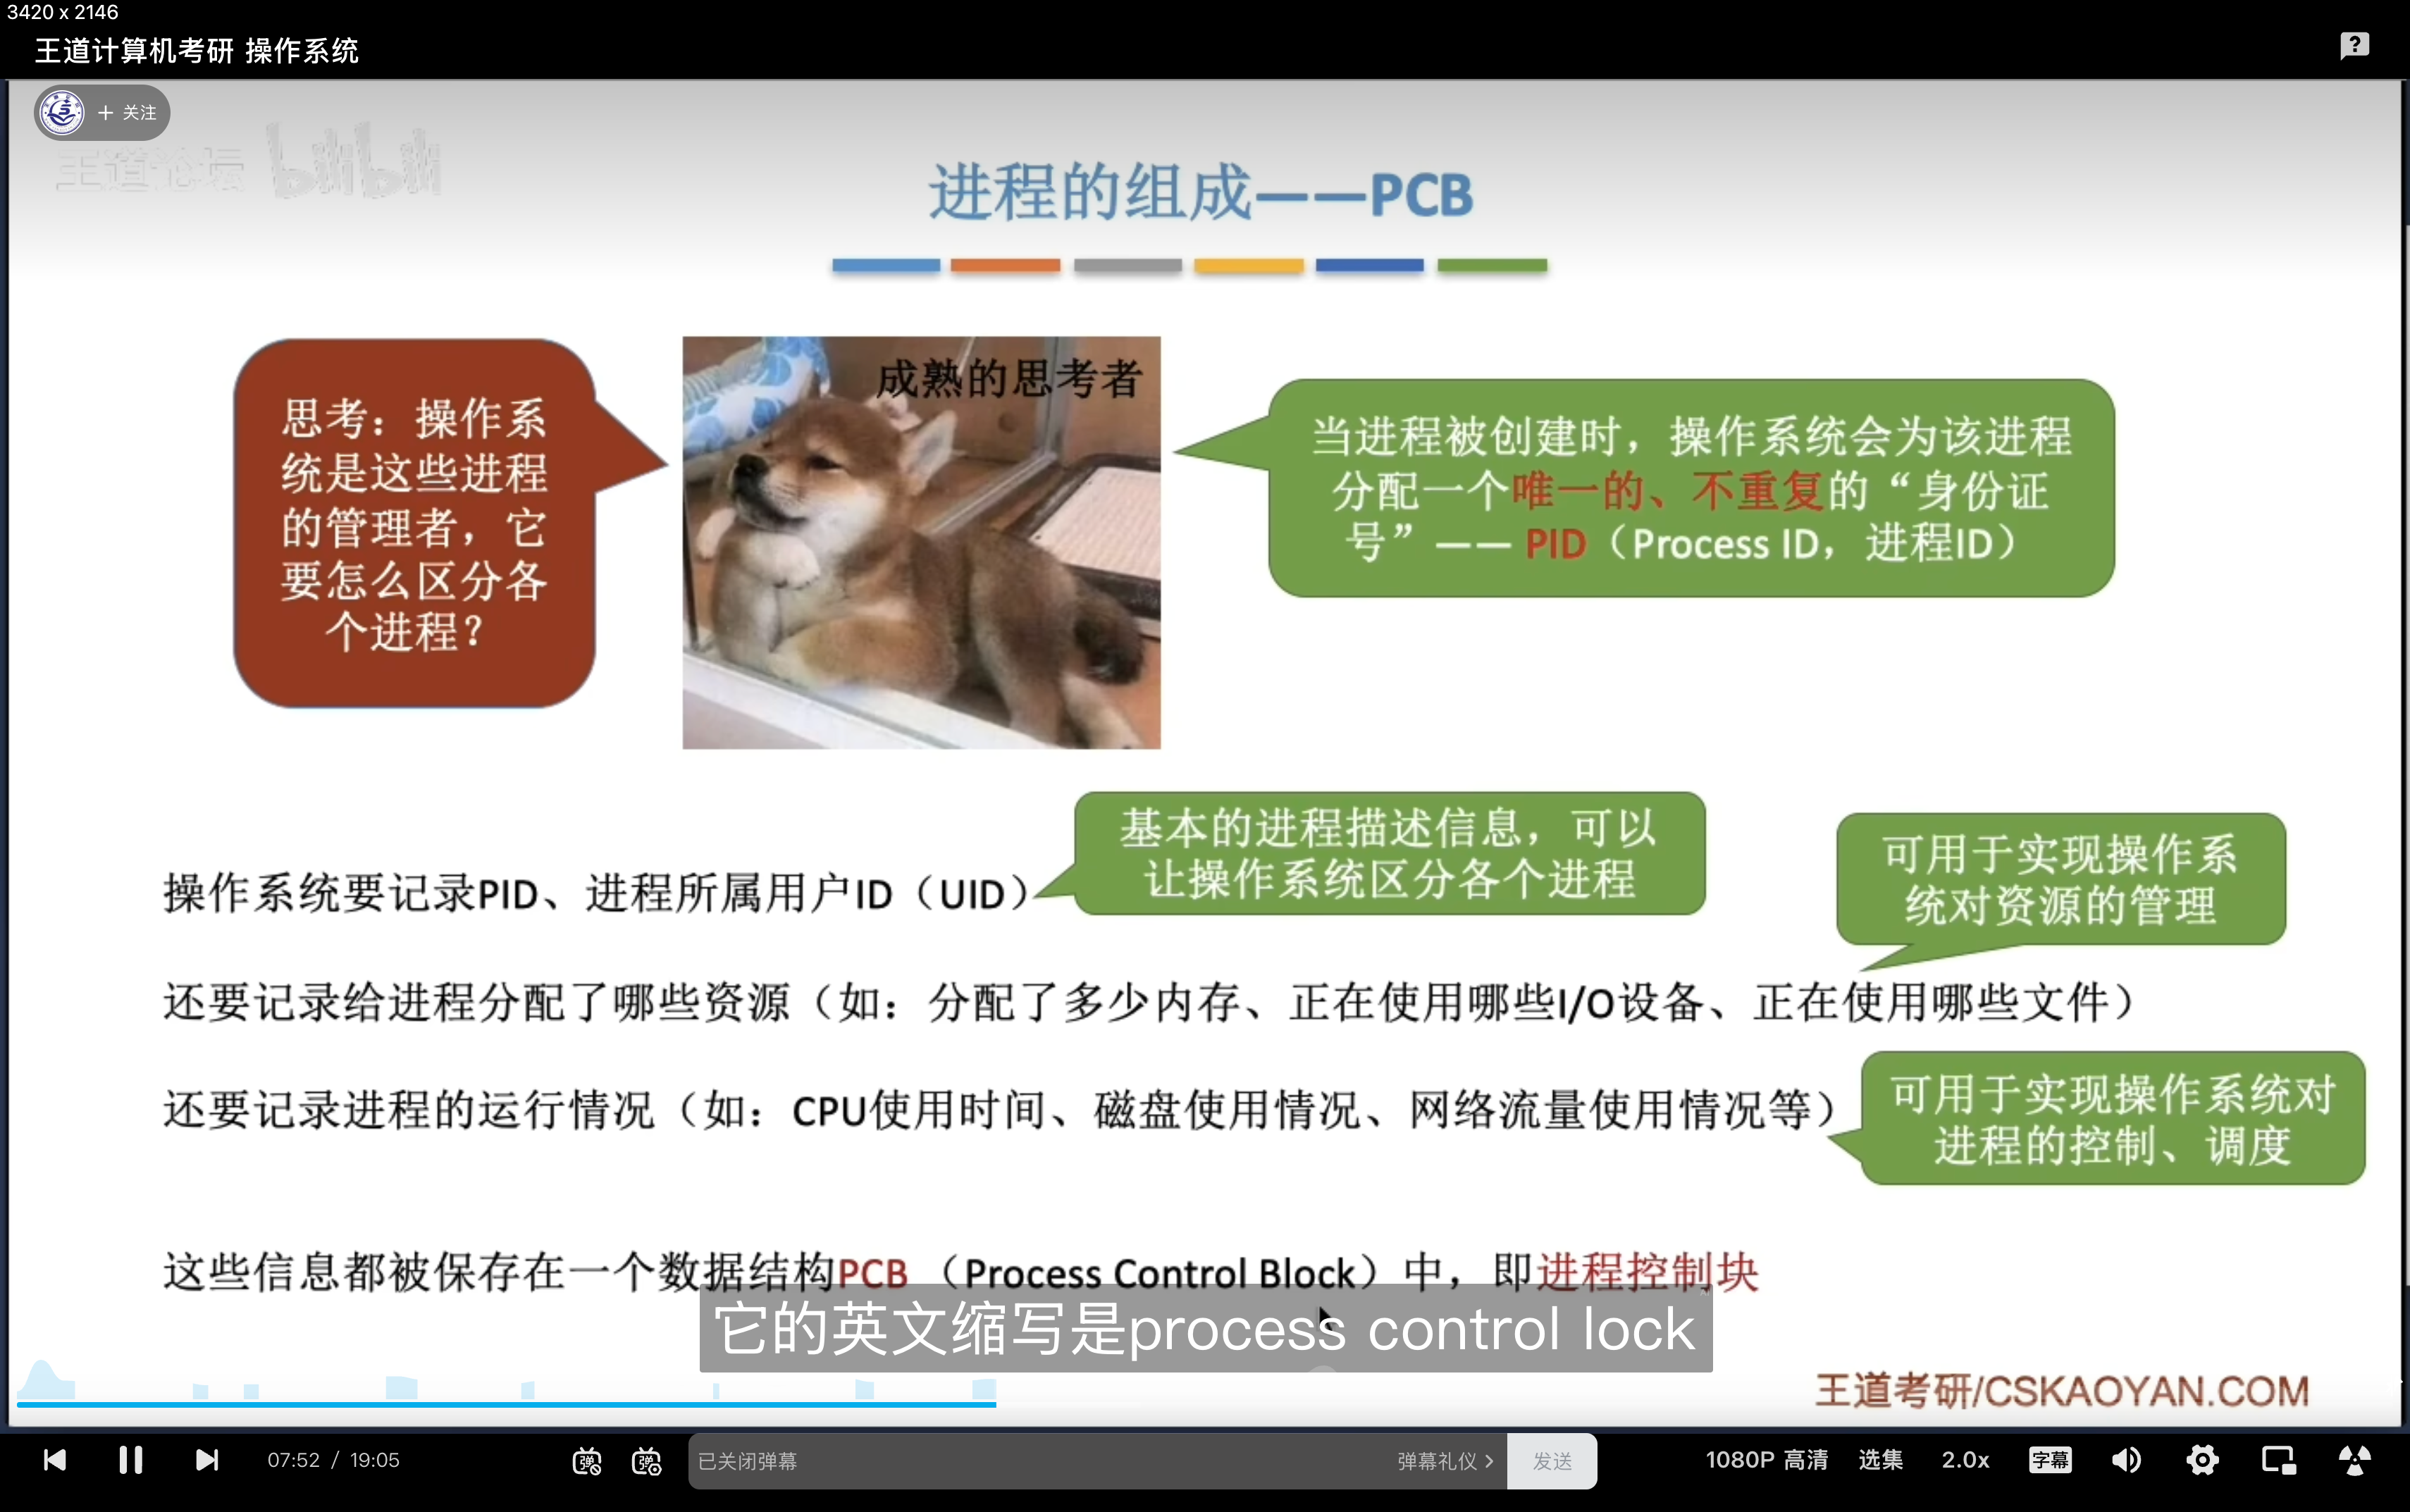 3420 x 2146
王道计算机考研 操作系统
+ 关注
王道论坛 bilibili
进程的组成——PCB
思考：操作系
统是这些进程
的管理者，它
要怎么区分各
个进程？
成熟的思考者
当进程被创建时，操作系统会为该进程
分配一个唯一的、不重复的“身份证
号”—— PID（Process ID，进程ID）
基本的进程描述信息，可以
让操作系统区分各个进程
操作系统要记录PID、进程所属用户ID（UID）
可用于实现操作系
统对资源的管理
还要记录给进程分配了哪些资源（如：分配了多少内存、正在使用哪些I/O设备、正在使用哪些文件）
还要记录进程的运行情况（如：CPU使用时间、磁盘使用情况、网络流量使用情况等）
可用于实现操作系统对
进程的控制、调度
这些信息都被保存在一个数据结构PCB （Process Control Block）中，即进程控制块
它的英文缩写是process control lock
王道考研/CSKAOYAN.COM
07:52 / 19:05
弹
弹
已关闭弹幕
弹幕礼仪 >
发送
1080P 高清
选集
2.0x
字幕